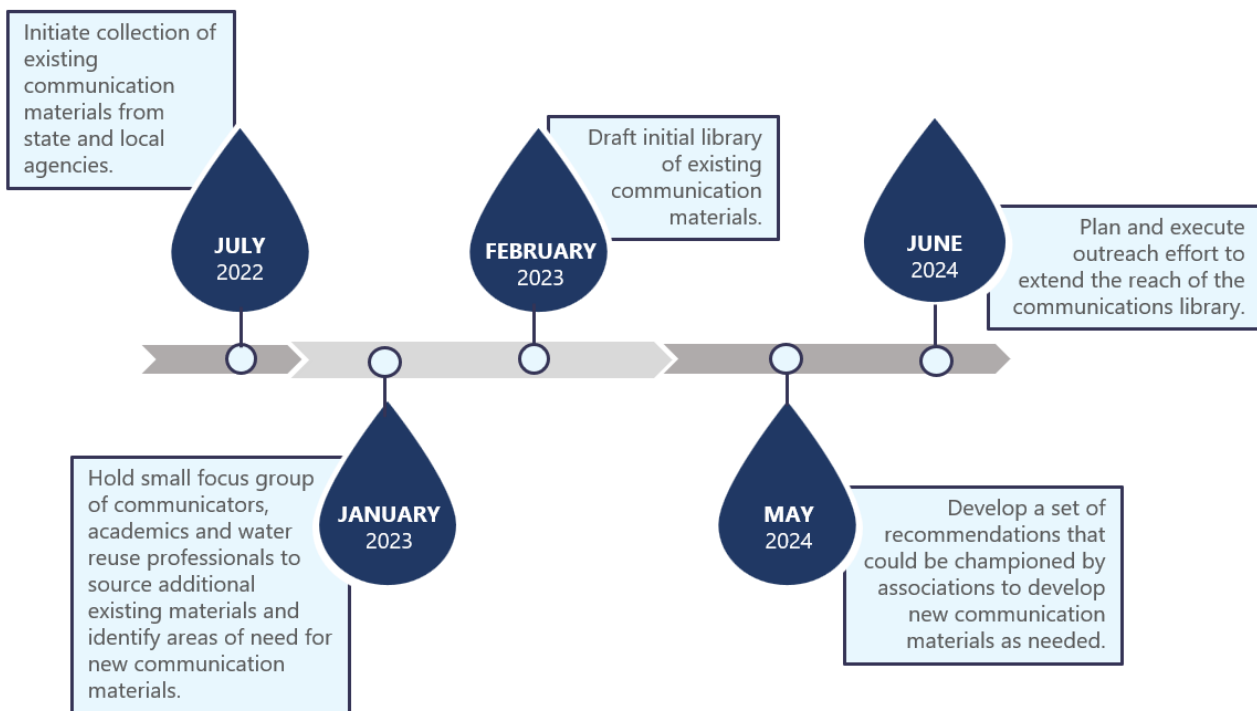 Initiate collection of
existing
communication
materials from
state and local
agencies.
JULY
2022
Hold small focus group
of communicators,
academics and water
reuse professionals to
source additional
existing materials and
identify areas of need for
new communication
materials.
JANUARY
2023
Draft initial library
of existing
communication
materials.
FEBRUARY
2023
Develop a set of
recommendations that
could be championed by
associations to develop
new communication
materials as needed.
MAY
2024
Plan and execute
outreach effort to
extend the reach of the
communications library.
JUNE
2024